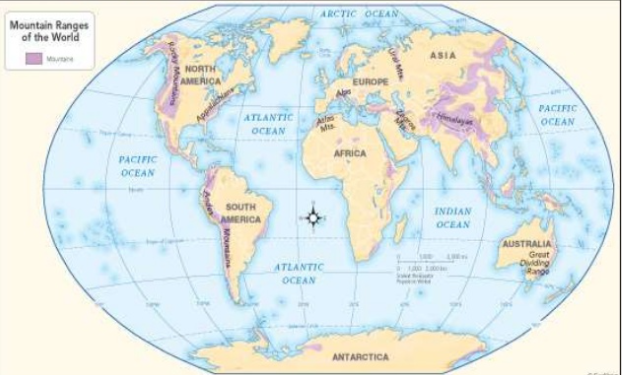 Mountain Ranges
of the World
Mountains
ARCTIC OCEAN
NORTH
AMERICA
Rocky Mountains
Appalachians
EUROPE
Alps
Ural Mts.
ASIA
Himalayas
Zagros
Mts.
Atlas
Mts.
ATLANTIC
OCEAN
PACIFIC
OCEAN
PACIFIC
OCEAN
AFRICA
SOUTH
AMERICA
Andes
Mountains
INDIAN
OCEAN
ATLANTIC
OCEAN
AUSTRALIA
Great
Dividing
Range
ANTARCTICA